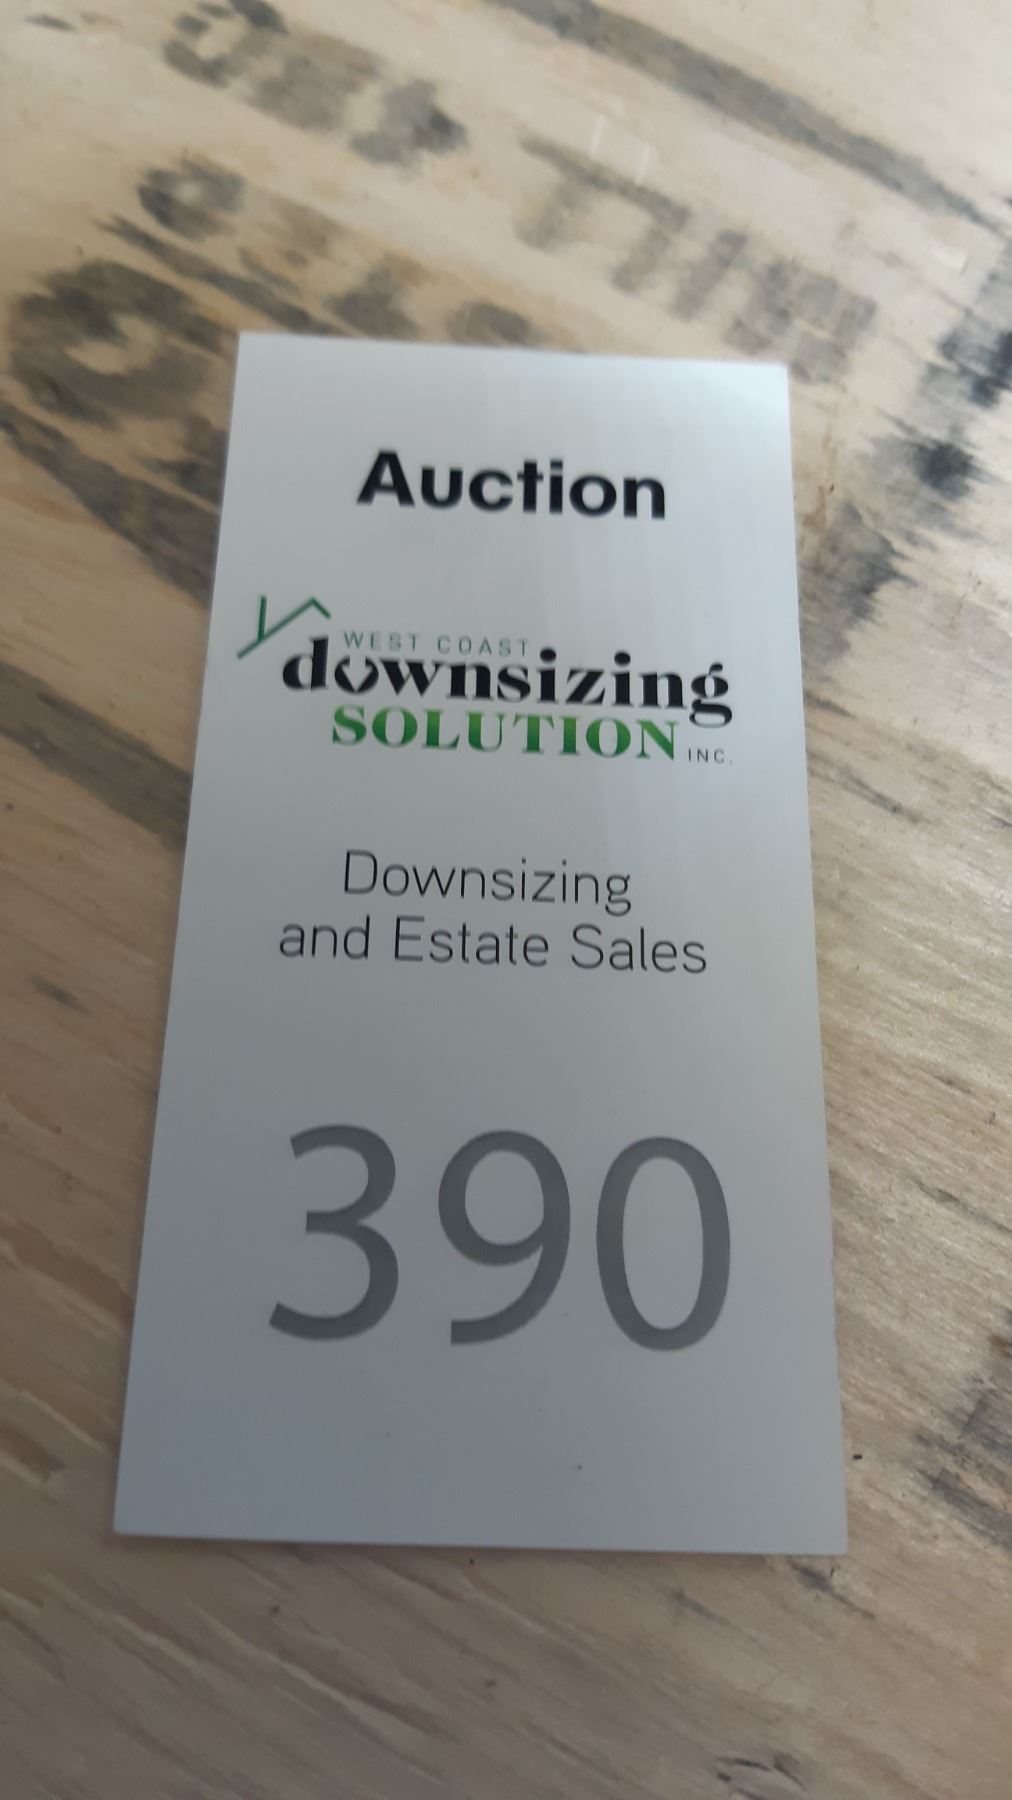 Auction
WEST COAST
downsizing
SOLUTION INC.
Downsizing
and Estate Sales
390